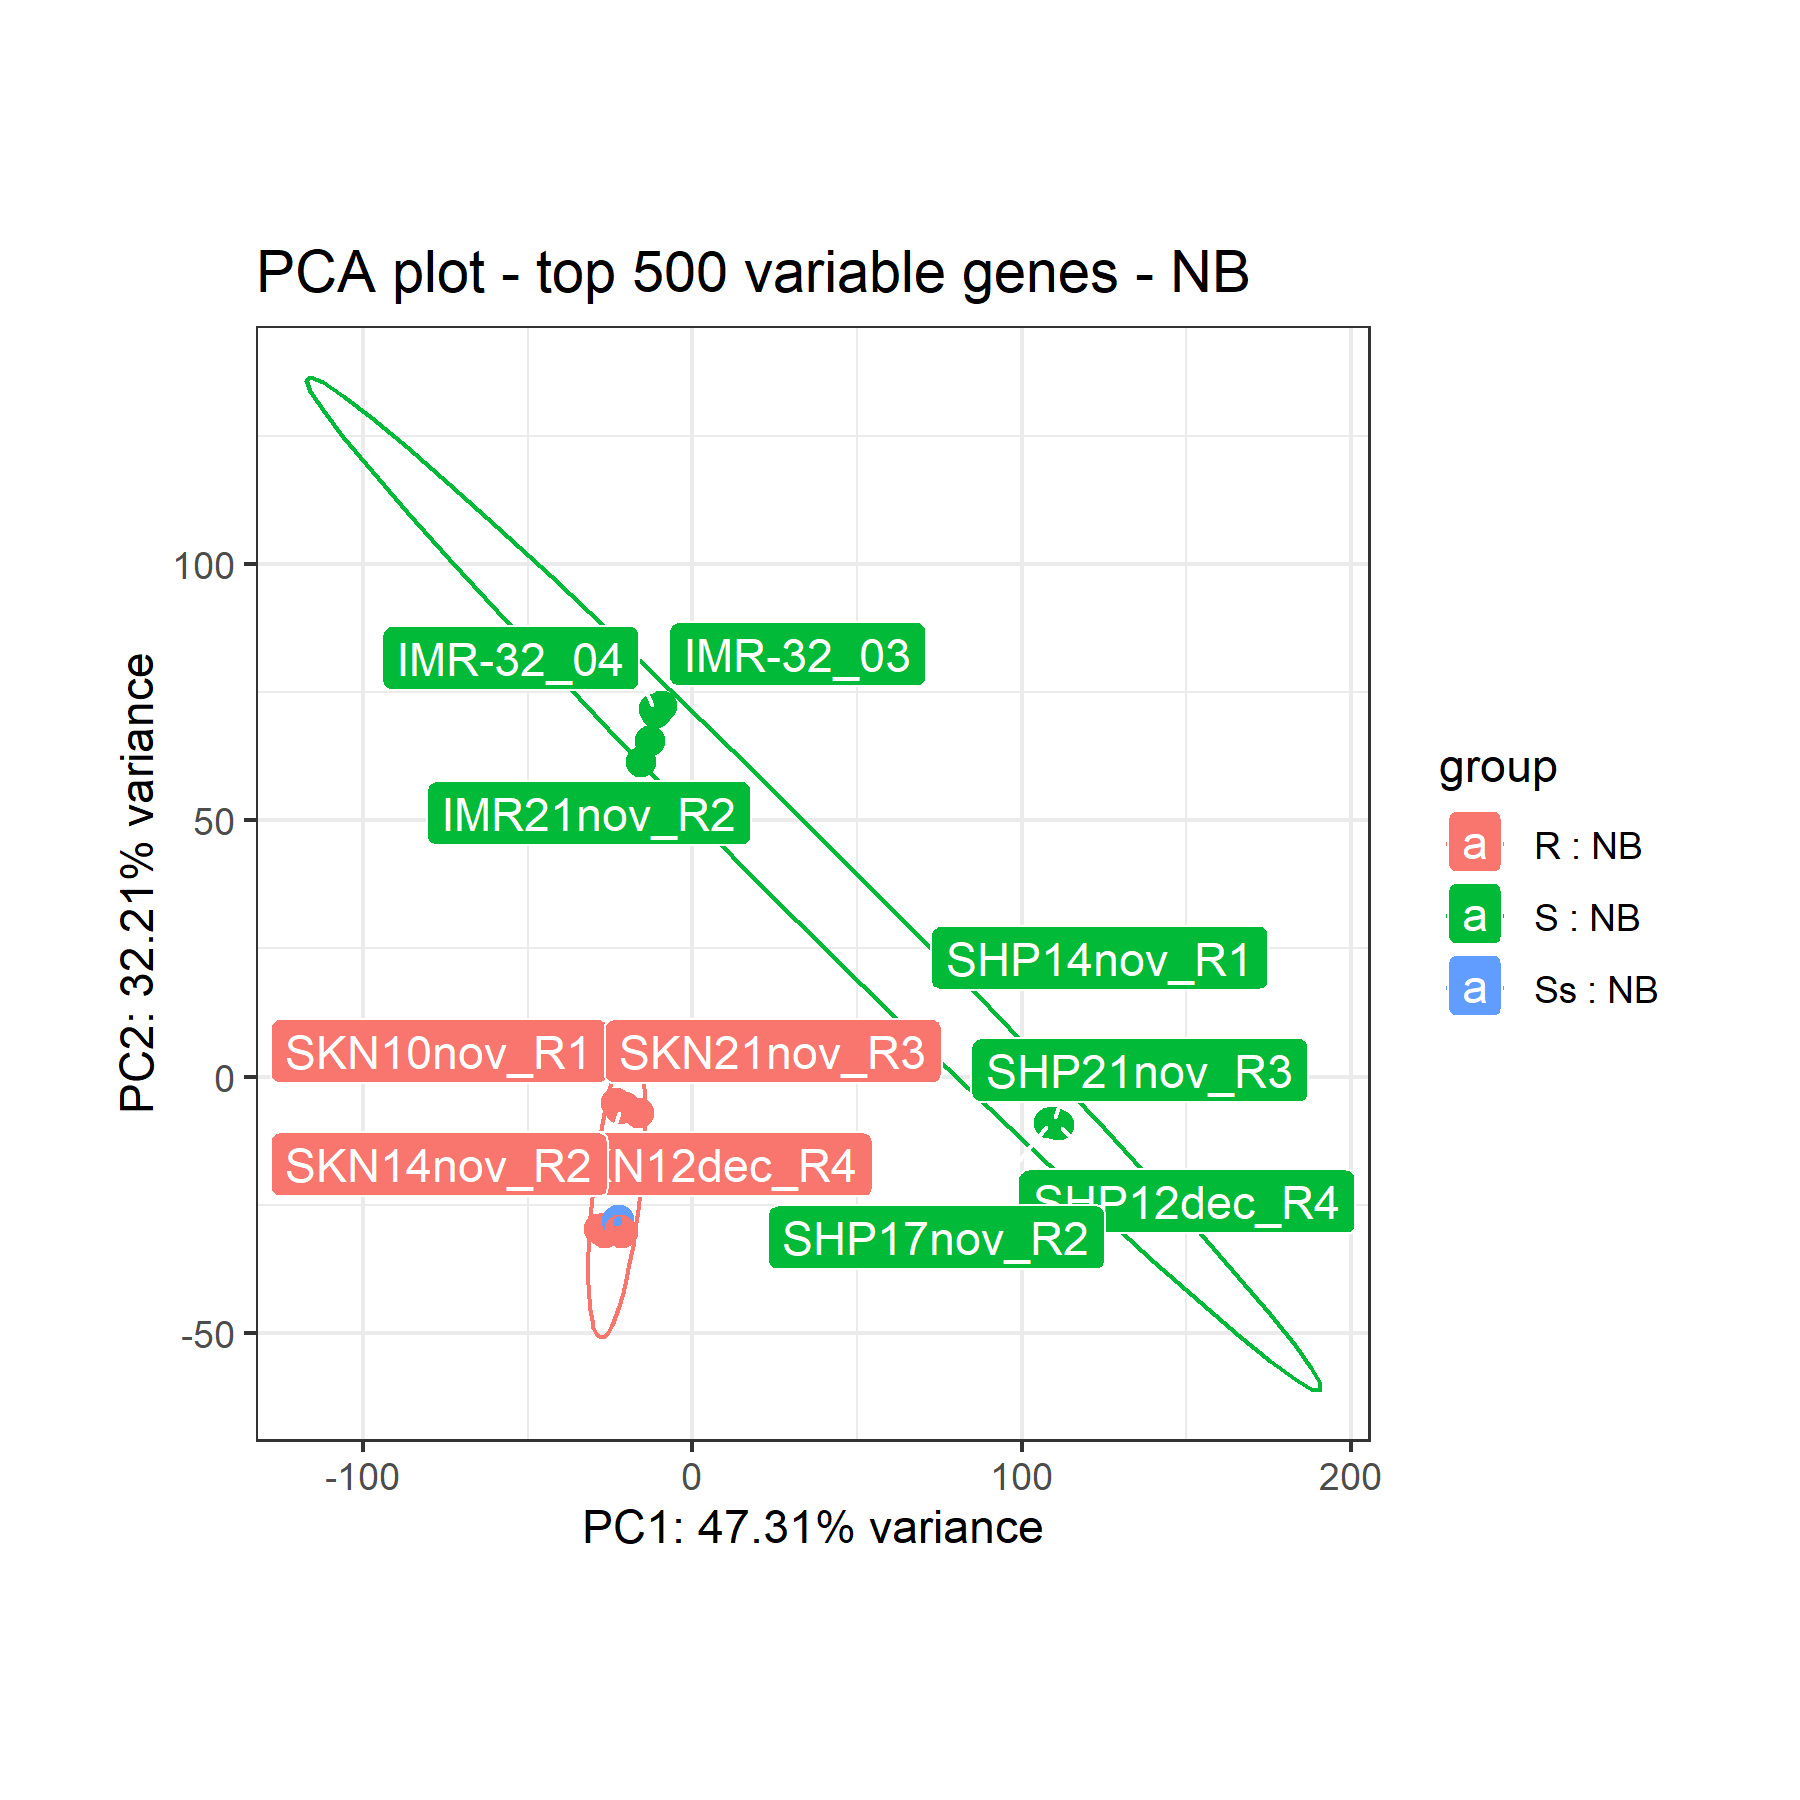 PCA plot - top 500 variable genes - NB
PC2: 32.21% variance
100
50
0
-50
IMR-32_04
IMR-32_03
IMR21nov_R2
SHP14nov_R1
SKN10nov_R1
SKN21nov_R3
SHP21nov_R3
SKN14nov_R2
N12dec_R4
SHP12dec_R4
SHP17nov_R2
-100
0
100
200
PC1: 47.31% variance
group
a R : NB
a S : NB
a Ss : NB